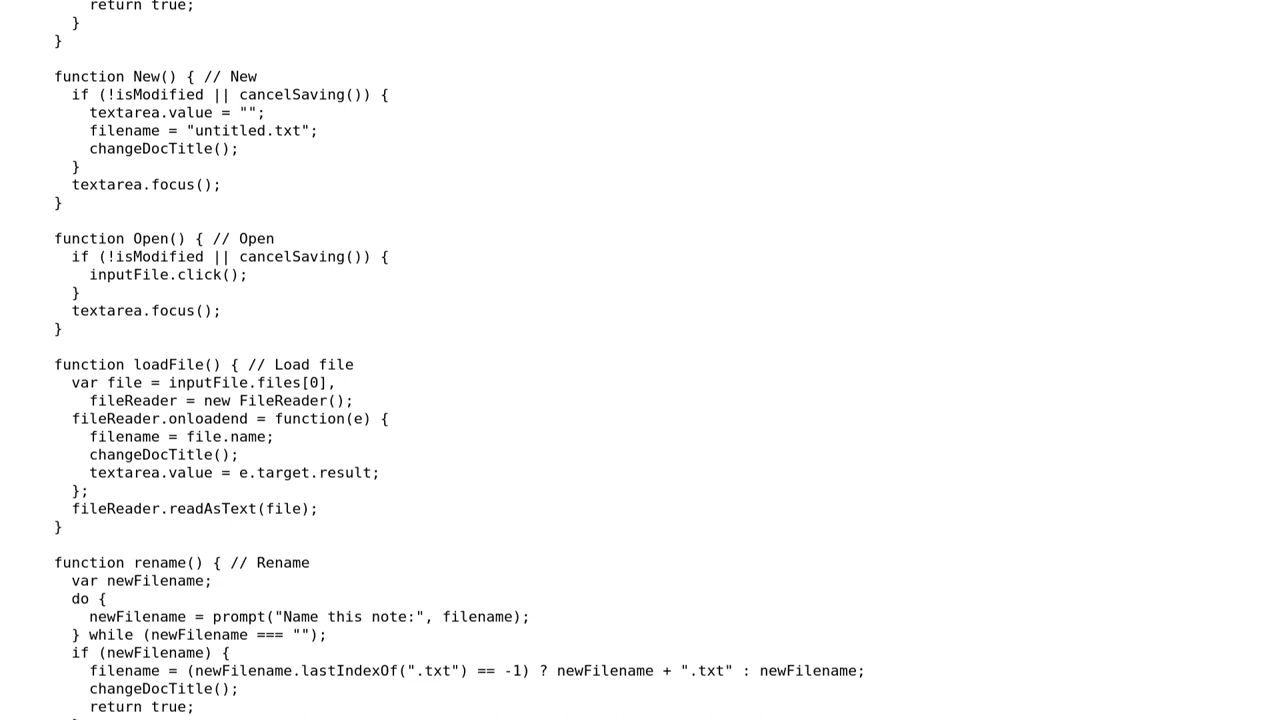 return true;
    }
  }

  function New() { // New
    if (!isModified || cancelSaving()) {
      textarea.value = "";
      filename = "untitled.txt";
      changeDocTitle();
    }
    textarea.focus();
  }

  function Open() { // Open
    if (!isModified || cancelSaving()) {
      inputFile.click();
    }
    textarea.focus();
  }

  function loadFile() { // Load file
    var file = inputFile.files[0],
      fileReader = new FileReader();
    fileReader.onloadend = function(e) {
      filename = file.name;
      changeDocTitle();
      textarea.value = e.target.result;
    };
    fileReader.readAsText(file);
  }

  function rename() { // Rename
    var newFilename;
    do {
      newFilename = prompt("Name this note:", filename);
    } while (newFilename === "");
    if (newFilename) {
      filename = (newFilename.lastIndexOf(".txt") == -1) ? newFilename + ".txt" : newFilename;
      changeDocTitle();
      return true;